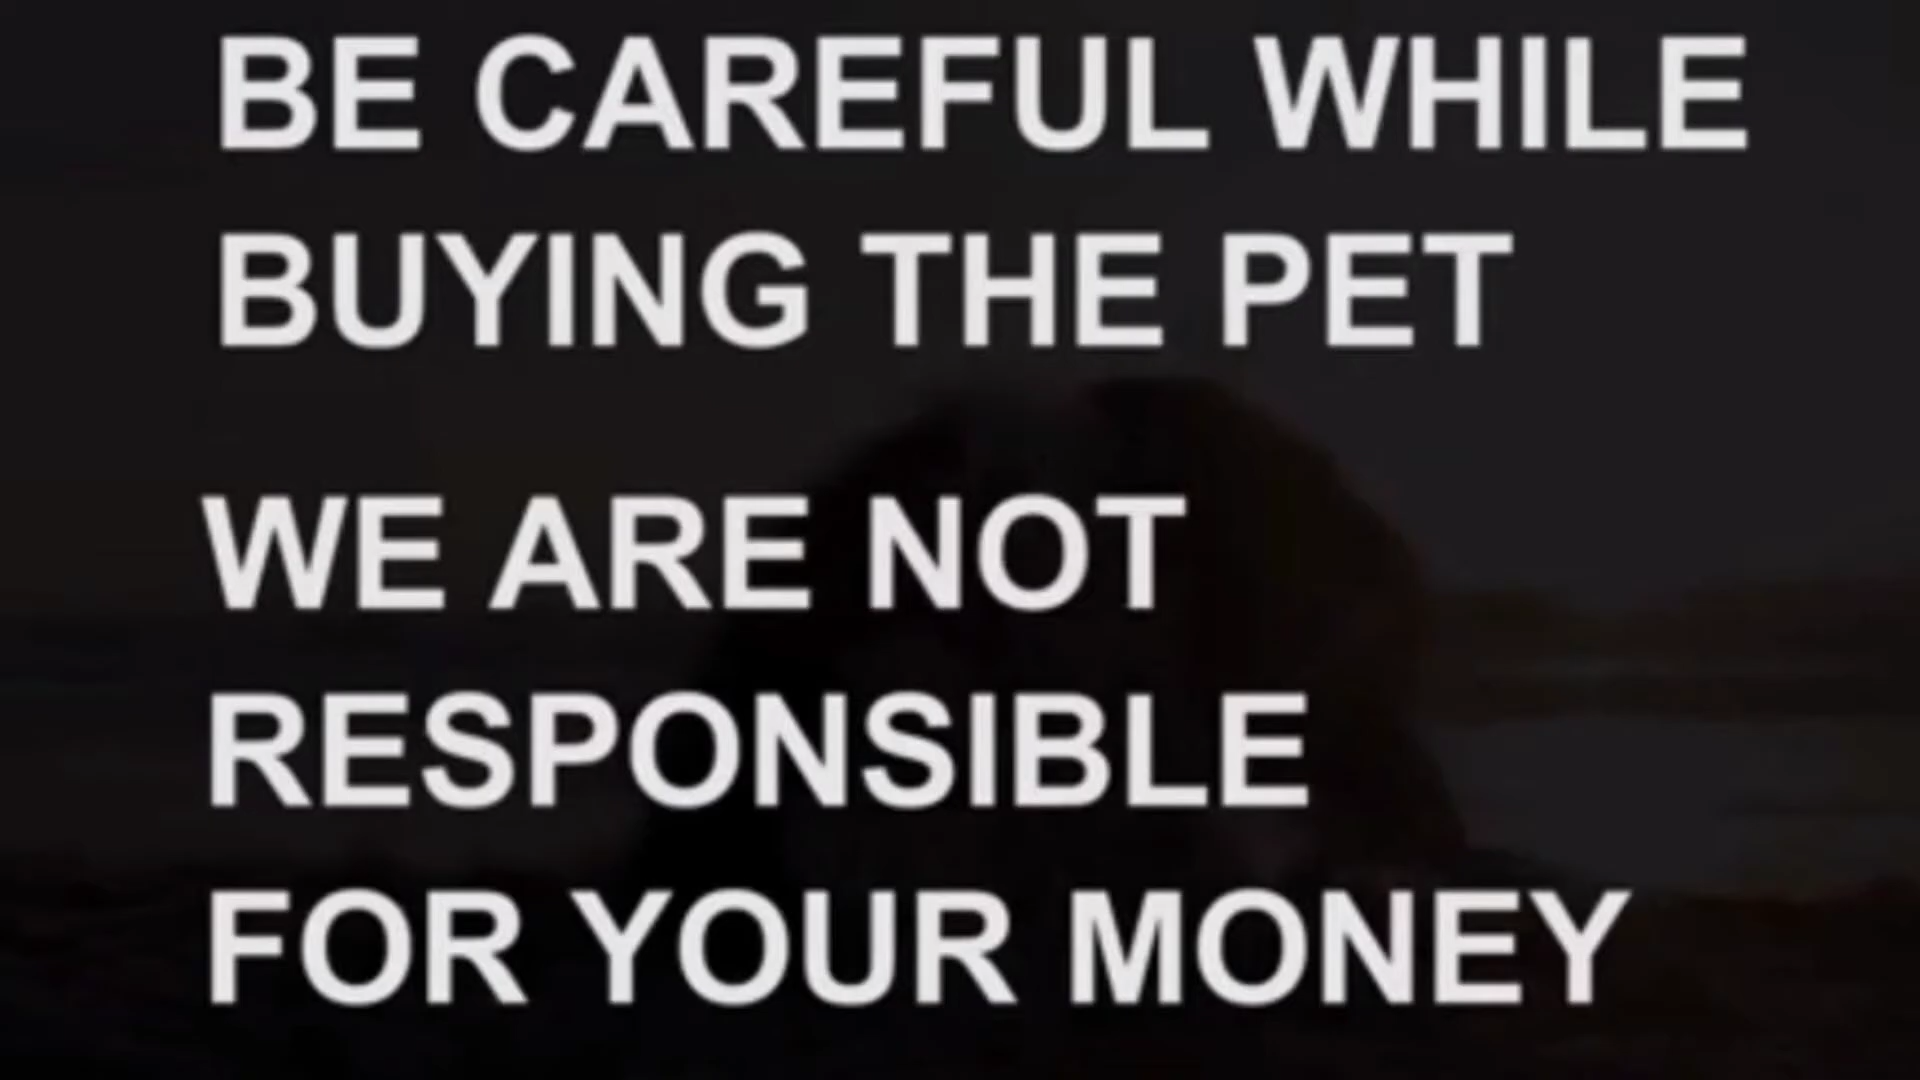 BE CAREFUL WHILE
BUYING THE PET
WE ARE NOT
RESPONSIBLE
FOR YOUR MONEY